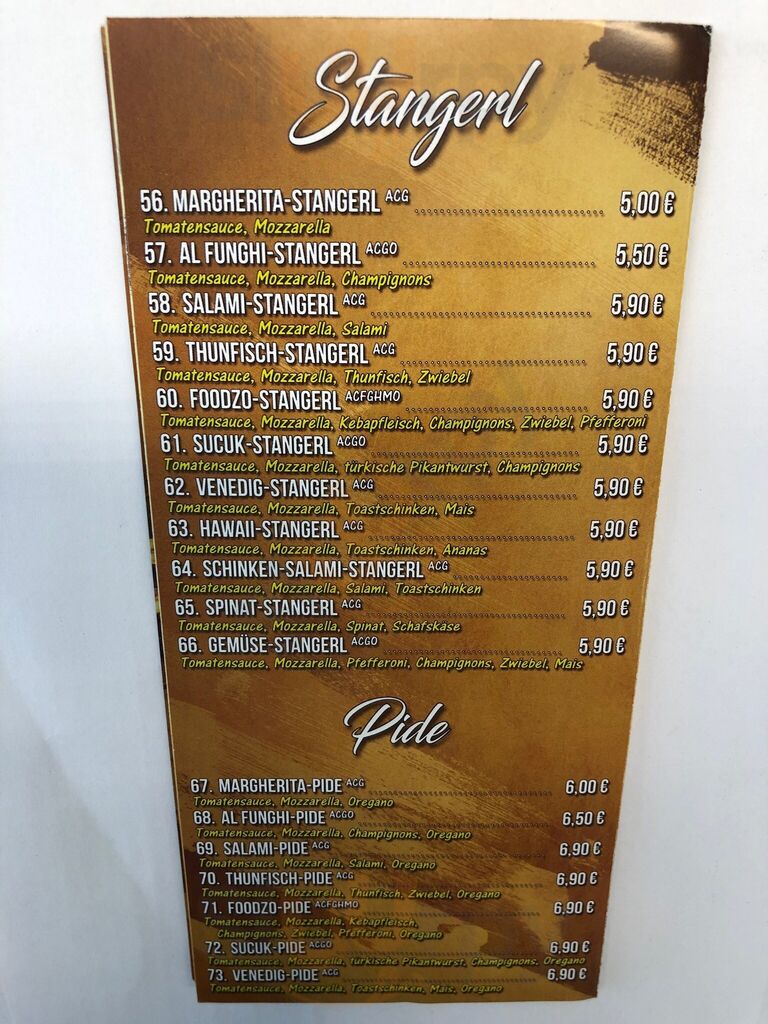 Stangerl
56. MARGHERITA-STANGERL ACG 5,00 €
Tomatensauce, Mozzarella
57. AL FUNGHI-STANGERL ACGO 5,50 €
Tomatensauce, Mozzarella, Champignons
58. SALAMI-STANGERL ACG 5,90 €
Tomatensauce, Mozzarella, Salami
59. THUNFISCH-STANGERL ACG 5,90 €
Tomatensauce, Mozzarella, Thunfisch, Zwiebel
60. FOODZO-STANGERL ACFGHMO 5,90 €
Tomatensauce, Mozzarella, Kebapfleisch, Champignons, Zwiebel, Pfefferoni
61. SUCUK-STANGERL ACGO 5,90 €
Tomatensauce, Mozzarella, türkische Pikantwurst, Champignons
62. VENEDIG-STANGERL ACG 5,90 €
Tomatensauce, Mozzarella, Toastschinken, Mais
63. HAWAII-STANGERL ACG 5,90 €
Tomatensauce, Mozzarella, Toastschinken, Ananas
64. SCHINKEN-SALAMI-STANGERL ACG 5,90 €
Tomatensauce, Mozzarella, Salami, Toastschinken
65. SPINAT-STANGERL ACG 5,90 €
Tomatensauce, Mozzarella, Spinat, Schafskäse
66. GEMÜSE-STANGERL ACGO 5,90 €
Tomatensauce, Mozzarella, Pfefferoni, Champignons, Zwiebel, Mais
Pide
67. MARGHERITA-PIDE ACG 6,00 €
Tomatensauce, Mozzarella, Oregano
68. AL FUNGHI-PIDE ACGO 6,50 €
Tomatensauce, Mozzarella, Champignons, Oregano
69. SALAMI-PIDE ACG 6,90 €
Tomatensauce, Mozzarella, Salami, Oregano
70. THUNFISCH-PIDE ACG 6,90 €
Tomatensauce, Mozzarella, Thunfisch, Zwiebel, Oregano
71. FOODZO-PIDE ACFGHMO 6,90 €
Tomatensauce, Mozzarella, Kebapfleisch,
Champignons, Zwiebel, Pfefferoni, Oregano
72. SUCUK-PIDE ACGO 6,90 €
Tomatensauce, Mozzarella, türkische Pikantwurst, Champignons, Oregano
73. VENEDIG-PIDE ACG 6,90 €
Tomatensauce, Mozzarella, Toastschinken, Mais, Oregano